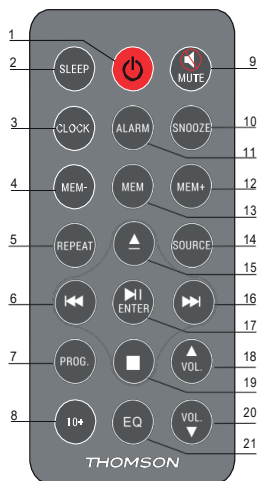 1
2 SLEEP MUTE 9
3 CLOCK ALARM SNOOZE 10
11
4 MEM- MEM MEM+ 12
13
5 REPEAT SOURCE 14
15
6 ENTER 16
17
7 PROG. VOL. 18
19
8 10+ EQ VOL. 20
21
THOMSON